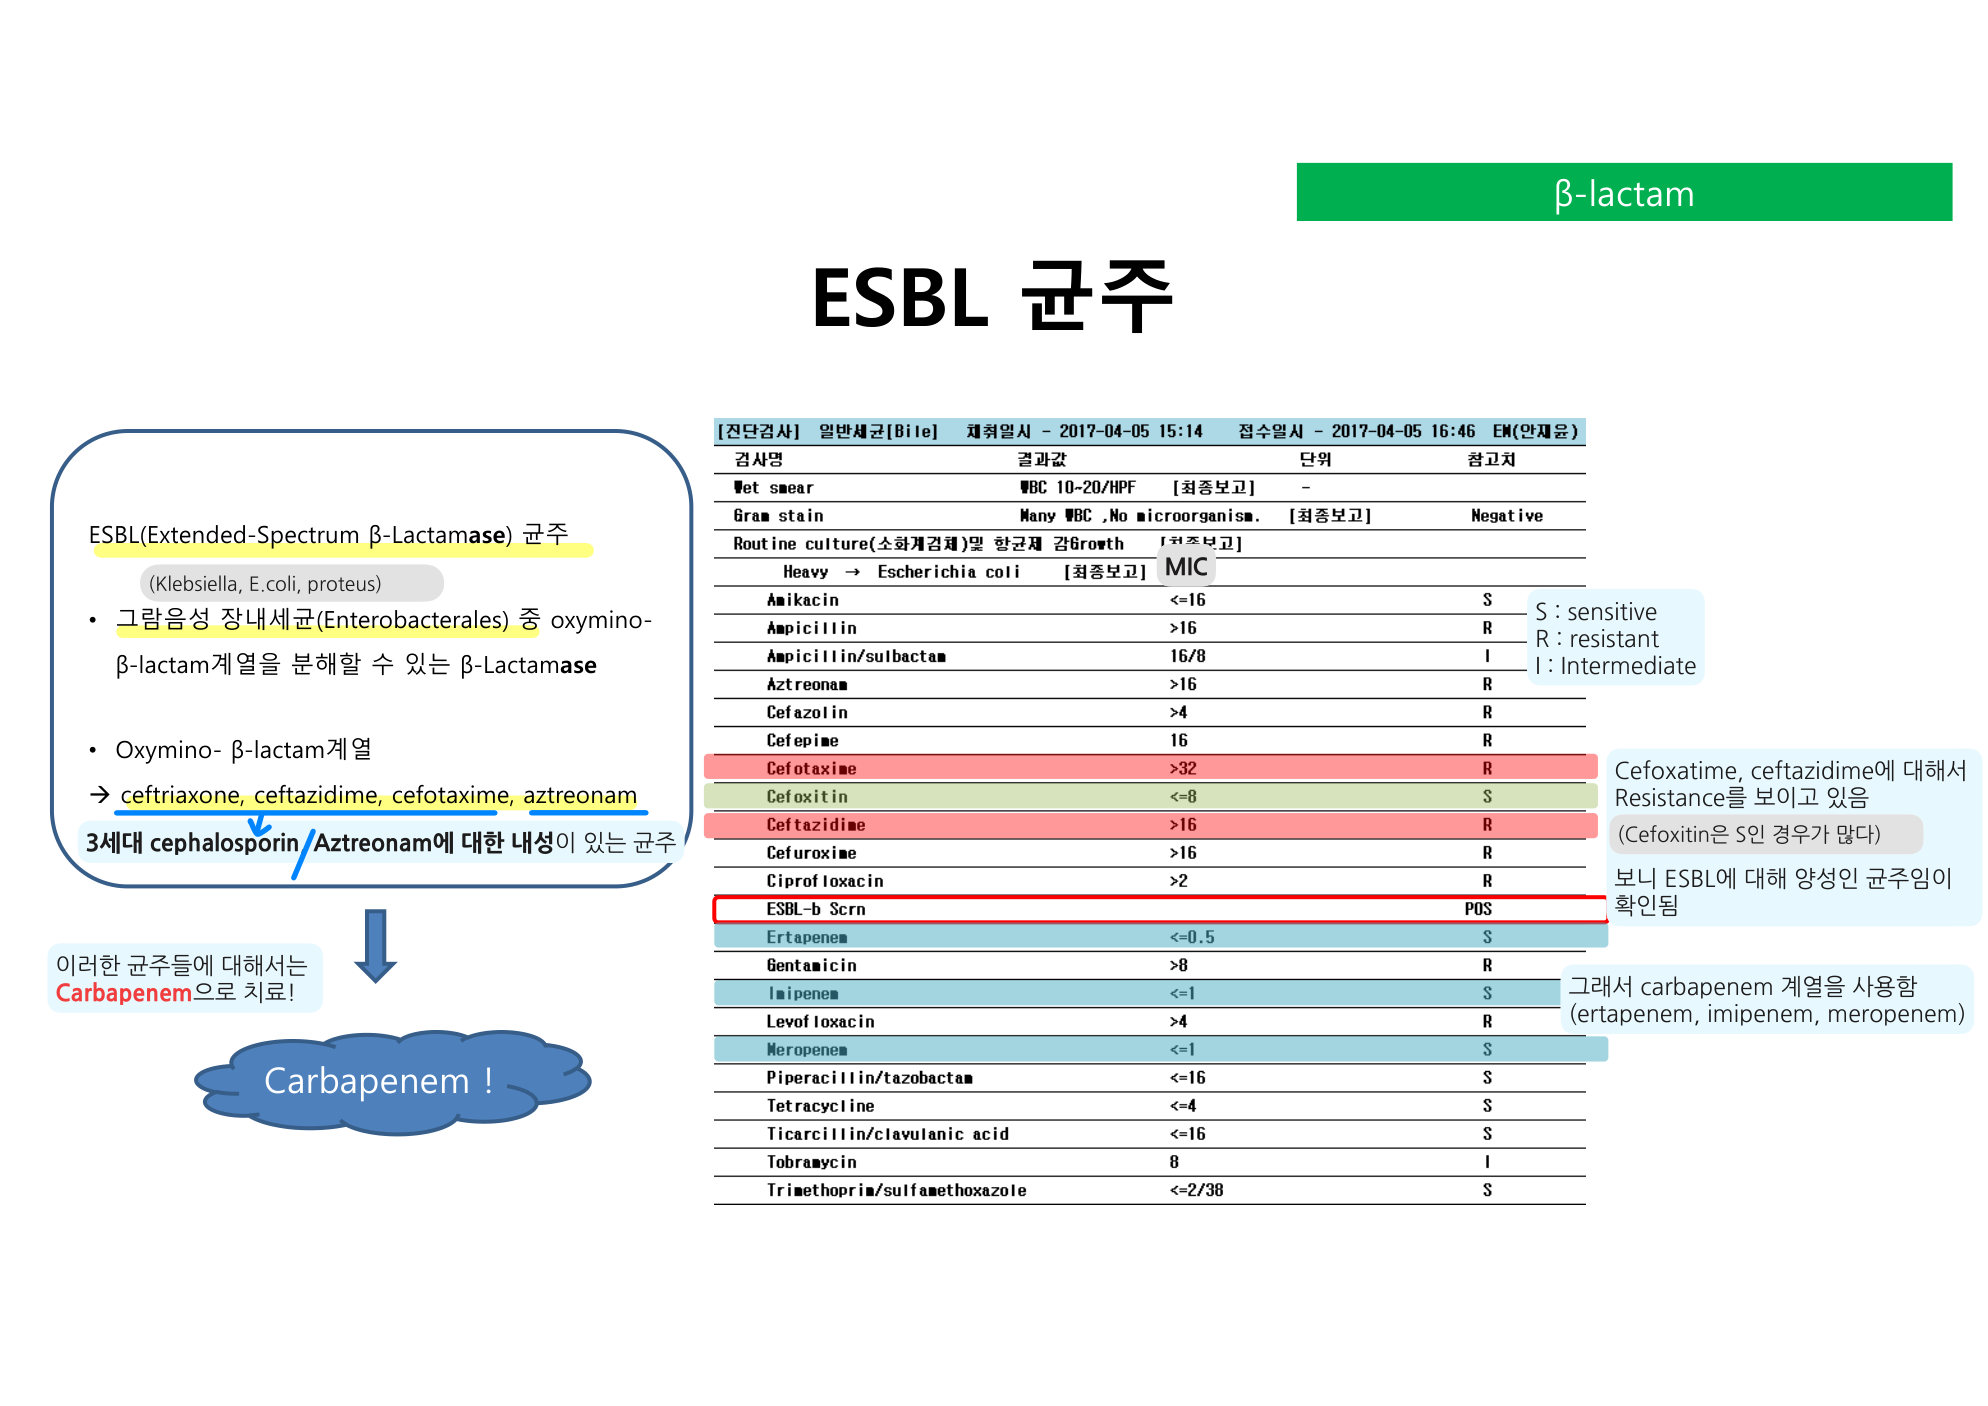 β-lactam
ESBL 균주
ESBL(Extended-Spectrum β-Lactamase) 균주
(Klebsiella, E.coli, proteus)
• 그람음성 장내세균(Enterobacterales) 중 oxymino-
β-lactam계열을 분해할 수 있는 β-Lactamase
• Oxymino- β-lactam계열
→ ceftriaxone, ceftazidime, cefotaxime, aztreonam
3세대 cephalosporin/Aztreonam에 대한 내성이 있는 균주
이러한 균주들에 대해서는
Carbapenem으로 치료!
Carbapenem !
[진단검사] 일반세균[Bile] 채취일시 - 2017-04-05 15:14 접수일시 - 2017-04-05 16:46 EM(안재윤)
검사명 결과값 단위 참고치
Wet smear WBC 10~20/HPF [최종보고] -
Gram stain Many WBC ,No microorganism. [최종보고] Negative
Routine culture(소화계검체)및 항균제 감Growth [최종보고]
Heavy → Escherichia coli [최종보고] MIC
Amikacin <=16 S
Ampicillin >16 R
Ampicillin/sulbactam 16/8 I
Aztreonam >16 R
Cefazolin >4 R
Cefepime 16 R
Cefotaxime >32 R
Cefoxitin <=8 S
Ceftazidime >16 R
Cefuroxime >16 R
Ciprofloxacin >2 R
ESBL-b Scrn POS
Ertapenem <=0.5 S
Gentamicin >8 R
Imipenem <=1 S
Levofloxacin >4 R
Meropenem <=1 S
Piperacillin/tazobactam <=16 S
Tetracycline <=4 S
Ticarcillin/clavulanic acid <=16 S
Tobramycin 8 I
Trimethoprim/sulfamethoxazole <=2/38 S
S : sensitive
R : resistant
I : Intermediate
Cefoxatime, ceftazidime에 대해서
Resistance를 보이고 있음
(Cefoxitin은 S인 경우가 많다)
보니 ESBL에 대해 양성인 균주임이
확인됨
그래서 carbapenem 계열을 사용함
(ertapenem, imipenem, meropenem)